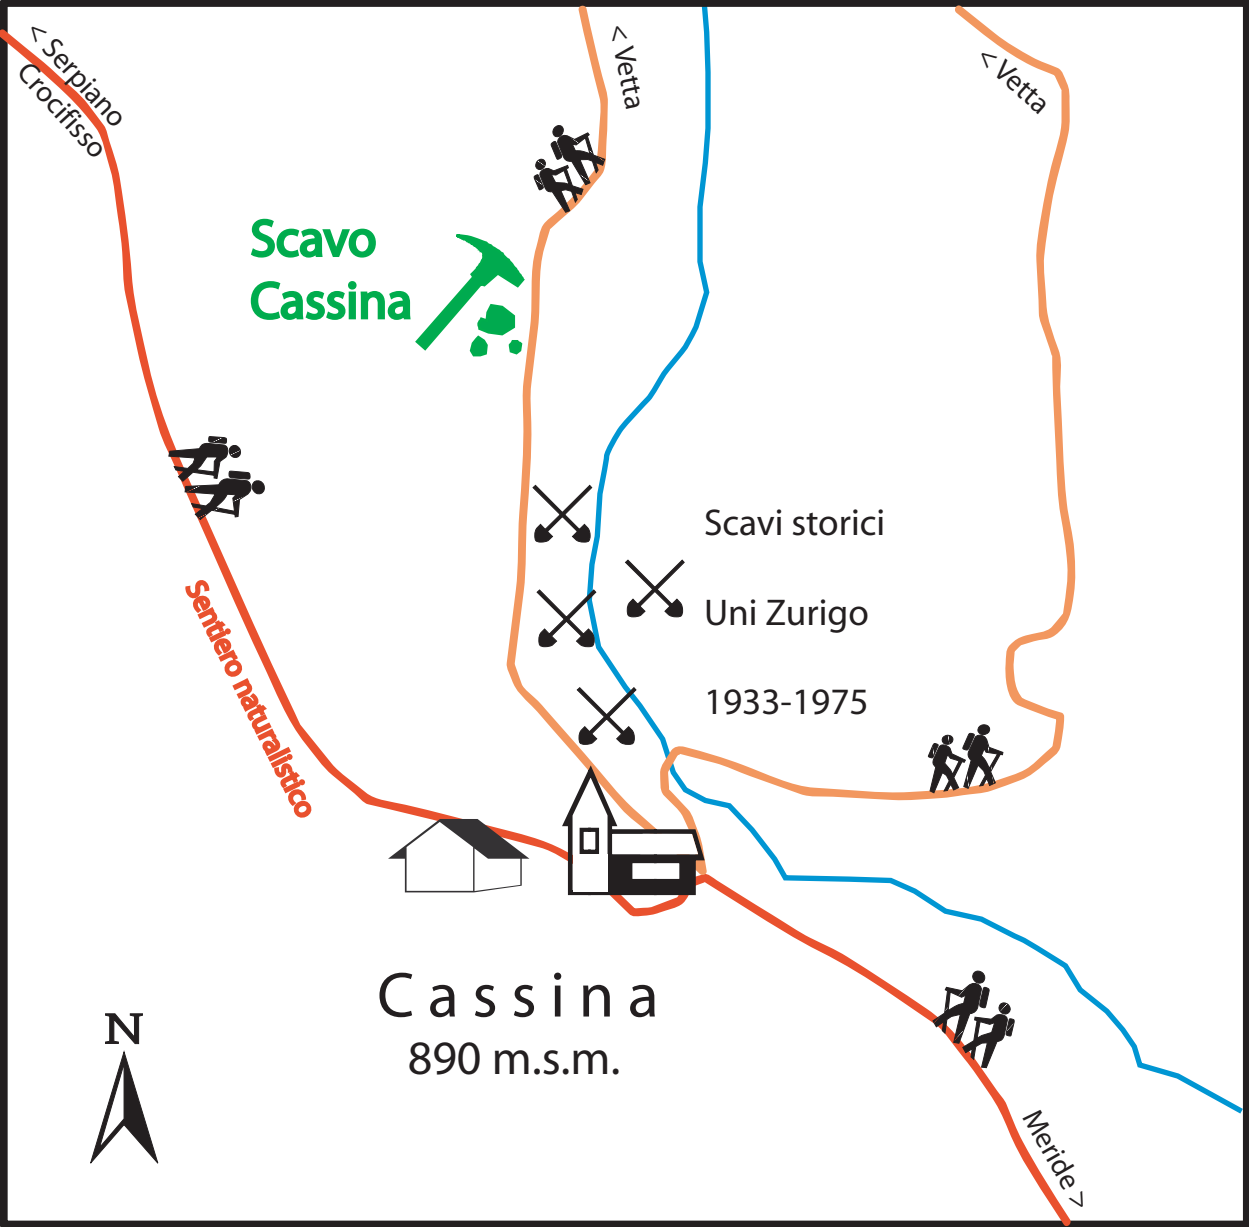 < Serpiano
Crocifisso
< Vetta
< Vetta
Scavo
Cassina
Scavi storici
Uni Zurigo
1933-1975
Sentiero naturalistico
Cassina
890 m.s.m.
N
Meride >